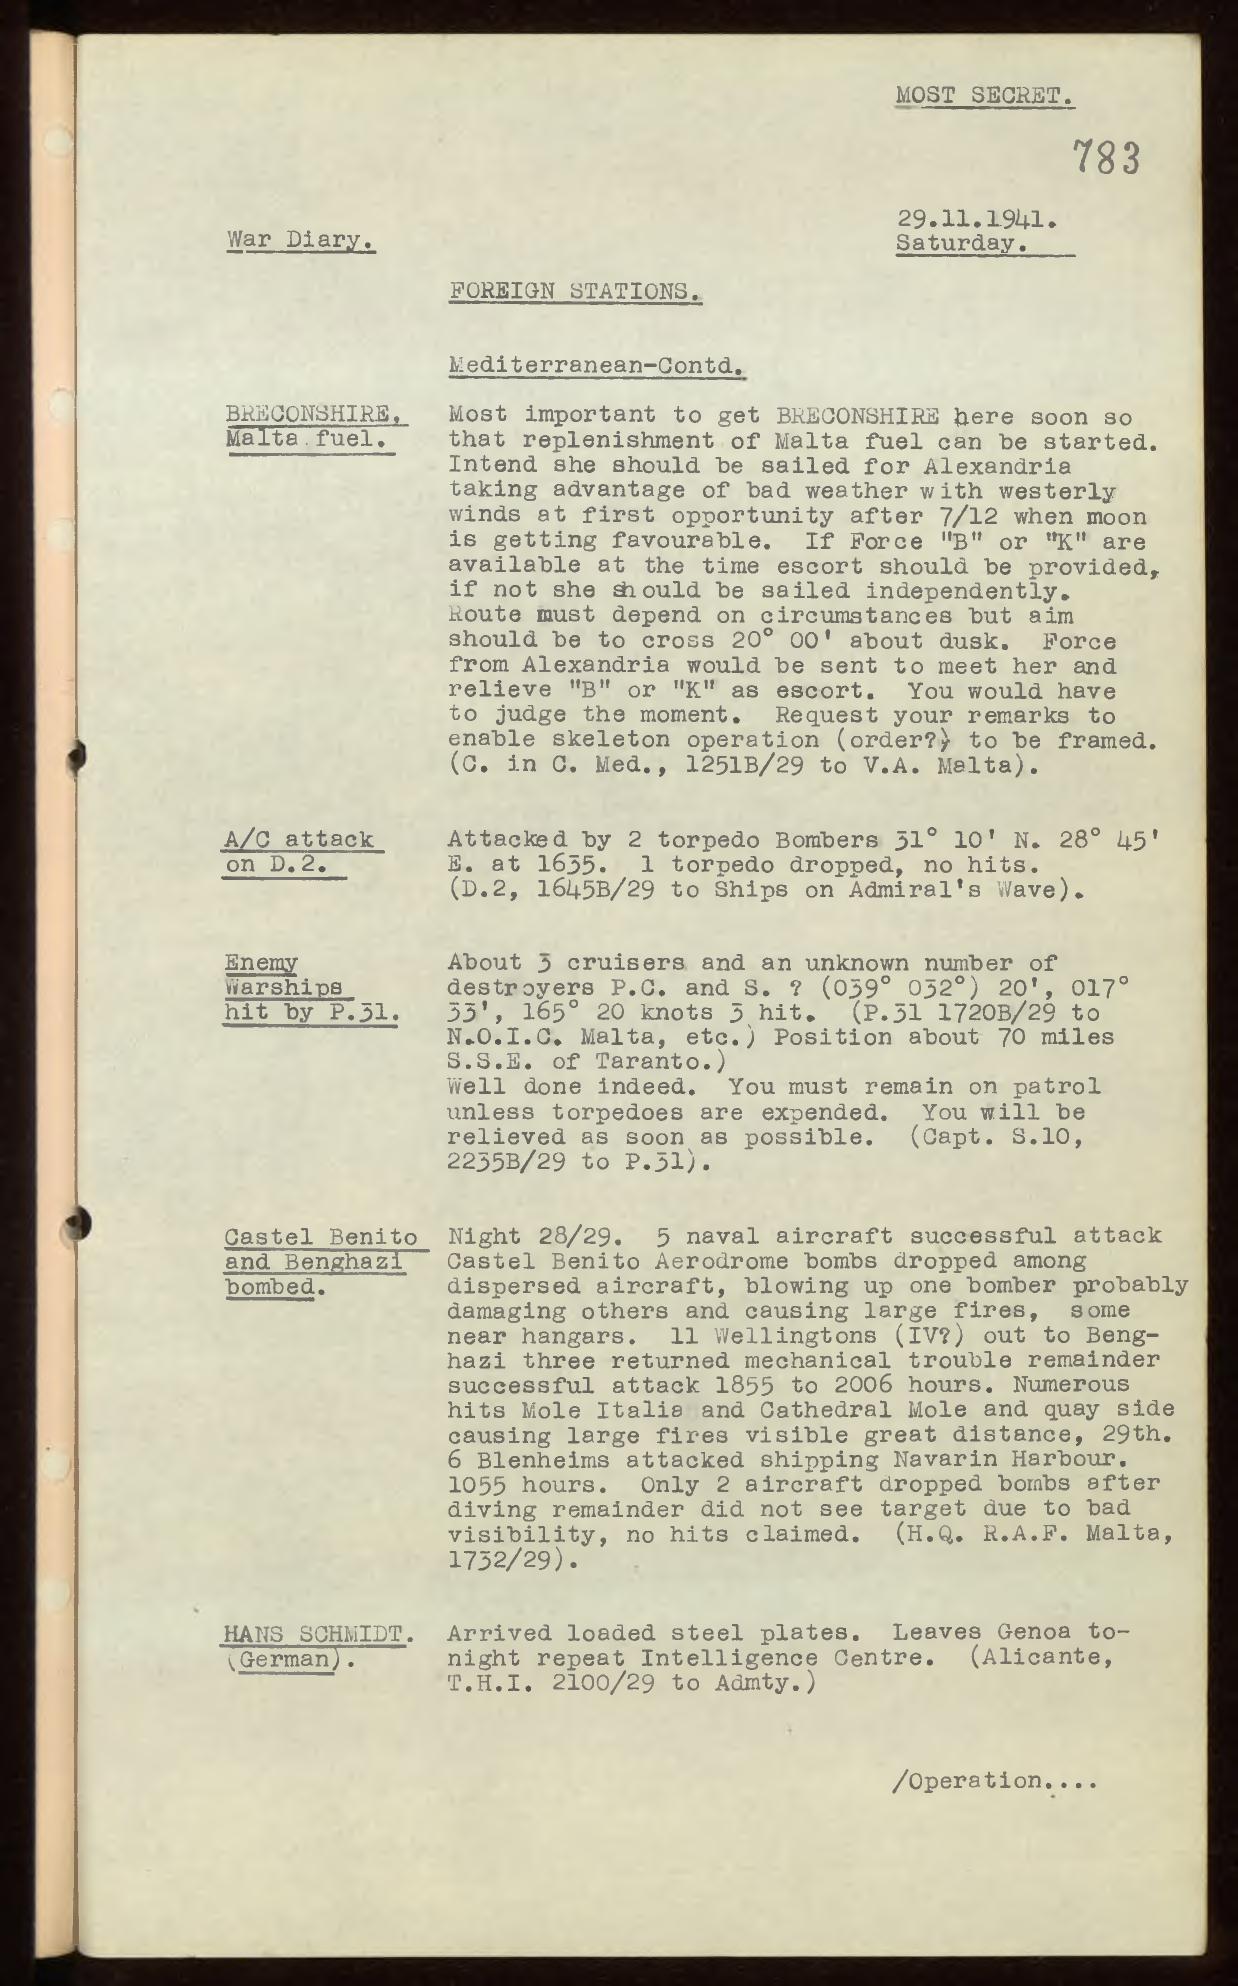 MOST SECRET.
783
29.11.1941.
War Diary.
Saturday.
FOREIGN STATIONS.
Mediterranean-Contd.
BRECONSHIRE,
Malta fuel.
Most important to get BRECONSHIRE here soon so
that replenishment of Malta fuel can be started.
Intend she should be sailed for Alexandria
taking advantage of bad weather with westerly
winds at first opportunity after 7/12 when moon
is getting favourable.  If Force "B" or "K" are
available at the time escort should be provided,
if not she should be sailed independently.
Route must depend on circumstances but aim
should be to cross 20° 00' about dusk.  Force
from Alexandria would be sent to meet her and
relieve "B" or "K" as escort.  You would have
to judge the moment.  Request your remarks to
enable skeleton operation (order?) to be framed.
(C. in C. Med., 1251B/29 to V.A. Malta).
A/C attack
on D.2.
Attacked by 2 torpedo Bombers 31° 10' N. 28° 45'
E. at 1635.  1 torpedo dropped, no hits.
(D.2, 1645B/29 to Ships on Admiral's Wave).
Enemy
Warships
hit by P.31.
About 3 cruisers and an unknown number of
destroyers P.C. and S. ? (039° 032°) 20', 017°
33', 165° 20 knots 3 hit.  (P.31 1720B/29 to
N.O.I.C. Malta, etc.) Position about 70 miles
S.S.E. of Taranto.)
Well done indeed.  You must remain on patrol
unless torpedoes are expended.  You will be
relieved as soon as possible.  (Capt. S.10,
2235B/29 to P.31).
Castel Benito
and Benghazi
bombed.
Night 28/29.  5 naval aircraft successful attack
Castel Benito Aerodrome bombs dropped among
dispersed aircraft, blowing up one bomber probably
damaging others and causing large fires,  some
near hangars.  11 Wellingtons (IV?) out to Beng-
hazi three returned mechanical trouble remainder
successful attack 1855 to 2006 hours. Numerous
hits Mole Italia and Cathedral Mole and quay side
causing large fires visible great distance, 29th.
6 Blenheims attacked shipping Navarin Harbour.
1055 hours.  Only 2 aircraft dropped bombs after
diving remainder did not see target due to bad
visibility, no hits claimed.  (H.Q. R.A.F. Malta,
1732/29).
HANS SCHMIDT.
(German).
Arrived loaded steel plates.  Leaves Genoa to-
night repeat Intelligence Centre.  (Alicante,
T.H.I. 2100/29 to Admty.)
/Operation....